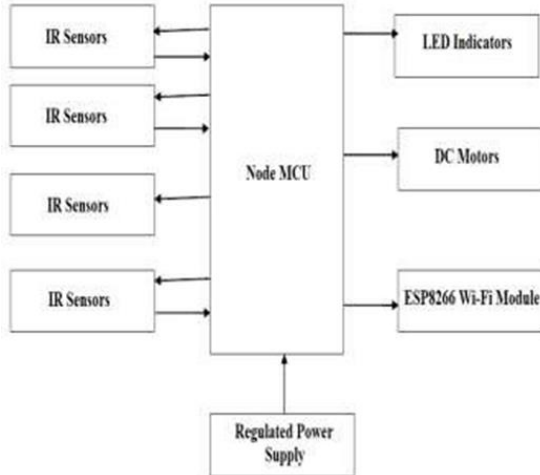 IR Sensors
IR Sensors
IR Sensors
IR Sensors
Node MCU
LED Indicators
DC Motors
ESP8266 Wi-Fi Module
Regulated Power
Supply